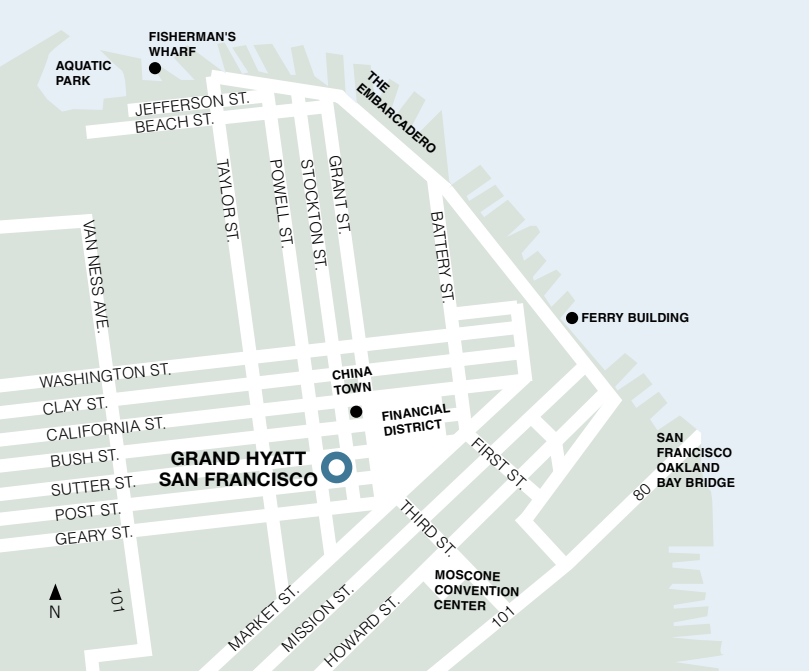 FISHERMAN'S
WHARF
AQUATIC
PARK
THE
EMBARCADERO
JEFFERSON ST.
BEACH ST.
TAYLOR ST.
POWELL ST.
STOCKTON ST.
GRANT ST.
BATTERY ST.
VAN NESS AVE.
FERRY BUILDING
WASHINGTON ST.
CLAY ST.
CALIFORNIA ST.
BUSH ST.
SUTTER ST.
POST ST.
GEARY ST.
CHINA
TOWN
FINANCIAL
DISTRICT
GRAND HYATT
SAN FRANCISCO
FIRST ST.
THIRD ST.
SAN
FRANCISCO
OAKLAND
BAY BRIDGE
80
MOSCONE
CONVENTION
CENTER
101
MARKET ST.
MISSION ST.
HOWARD ST.
101
N